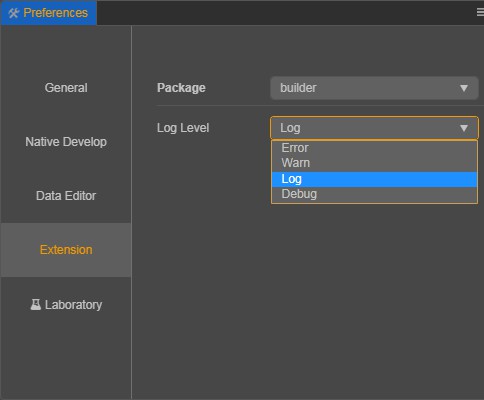 Preferences
General
Native Develop
Data Editor
Extension
Laboratory
Package
builder
Log Level
Log
Error
Warn
Log
Debug